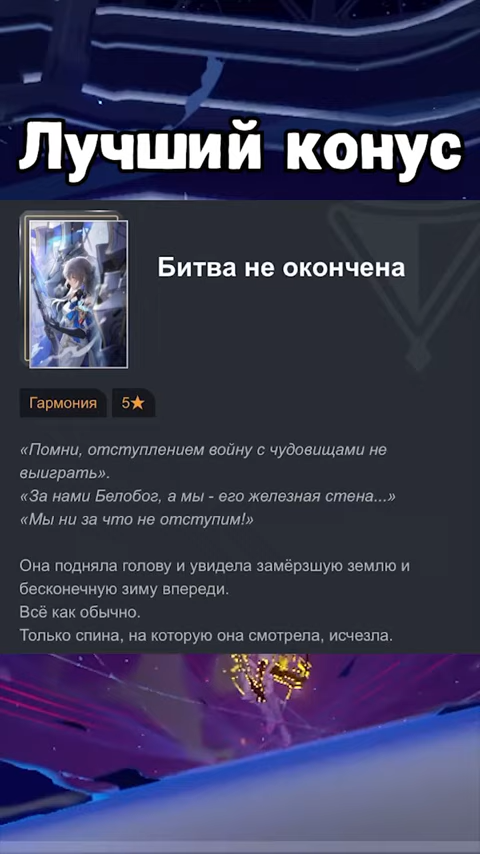 Лучший конус
Битва не окончена
Гармония 5★
«Помни, отступлением войну с чудовищами не
выиграть».
«За нами Белобог, а мы - его железная стена...»
«Мы ни за что не отступим!»
Она подняла голову и увидела замёрзшую землю и
бесконечную зиму впереди.
Всё как обычно.
Только спина, на которую она смотрела, исчезла.